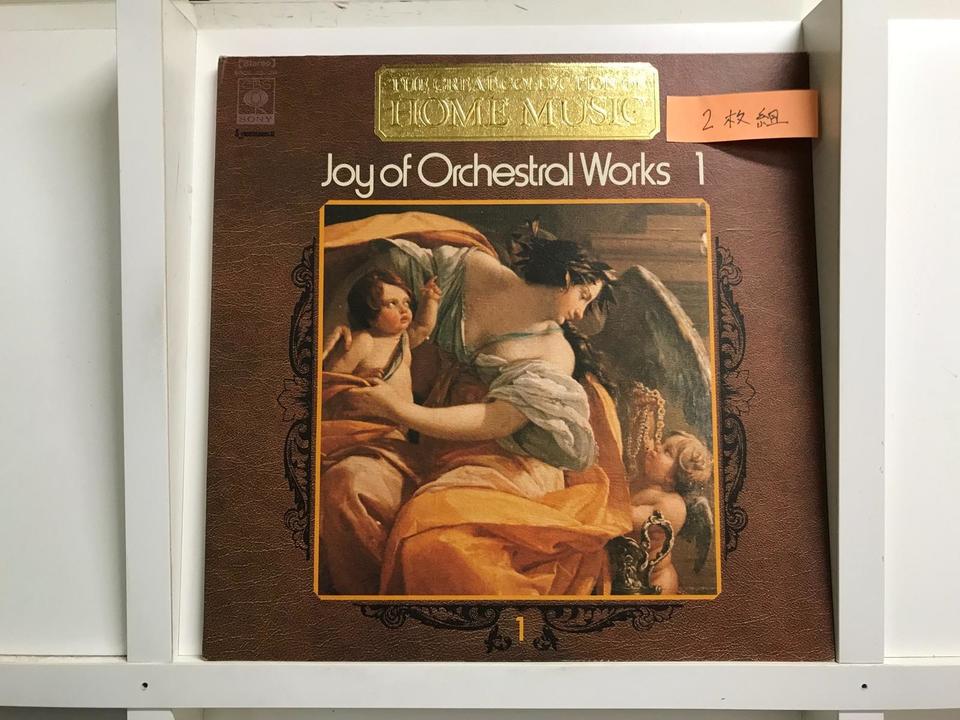 Stereo
CBS
SONY
THE GREAT COLLECTION OF
HOME MUSIC
2枚組
Joy of Orchestral Works 1
1